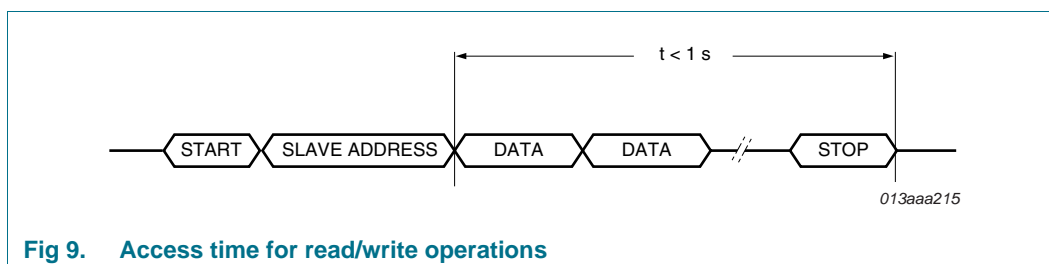 t < 1 s
START SLAVE ADDRESS DATA DATA STOP
013aaa215
Fig 9. Access time for read/write operations